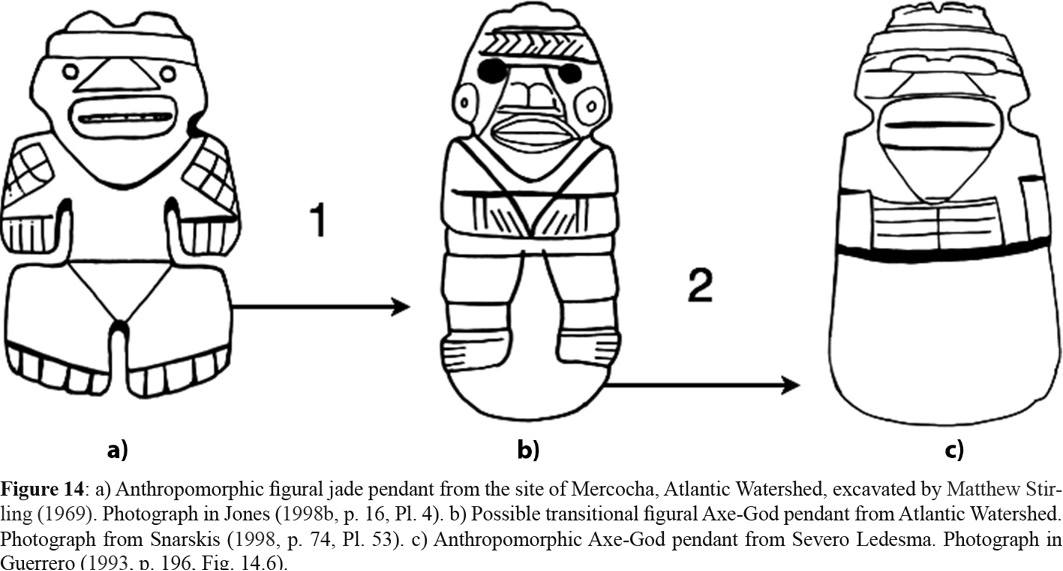 1
2
a)
b)
c)
Figure 14: a) Anthropomorphic figural jade pendant from the site of Mercocha, Atlantic Watershed, excavated by Matthew Stir-
ling (1969). Photograph in Jones (1998b, p. 16, Pl. 4). b) Possible transitional figural Axe-God pendant from Atlantic Watershed.
Photograph from Snarskis (1998, p. 74, Pl. 53). c) Anthropomorphic Axe-God pendant from Severo Ledesma. Photograph in
Guerrero (1993, p. 196, Fig. 14.6).